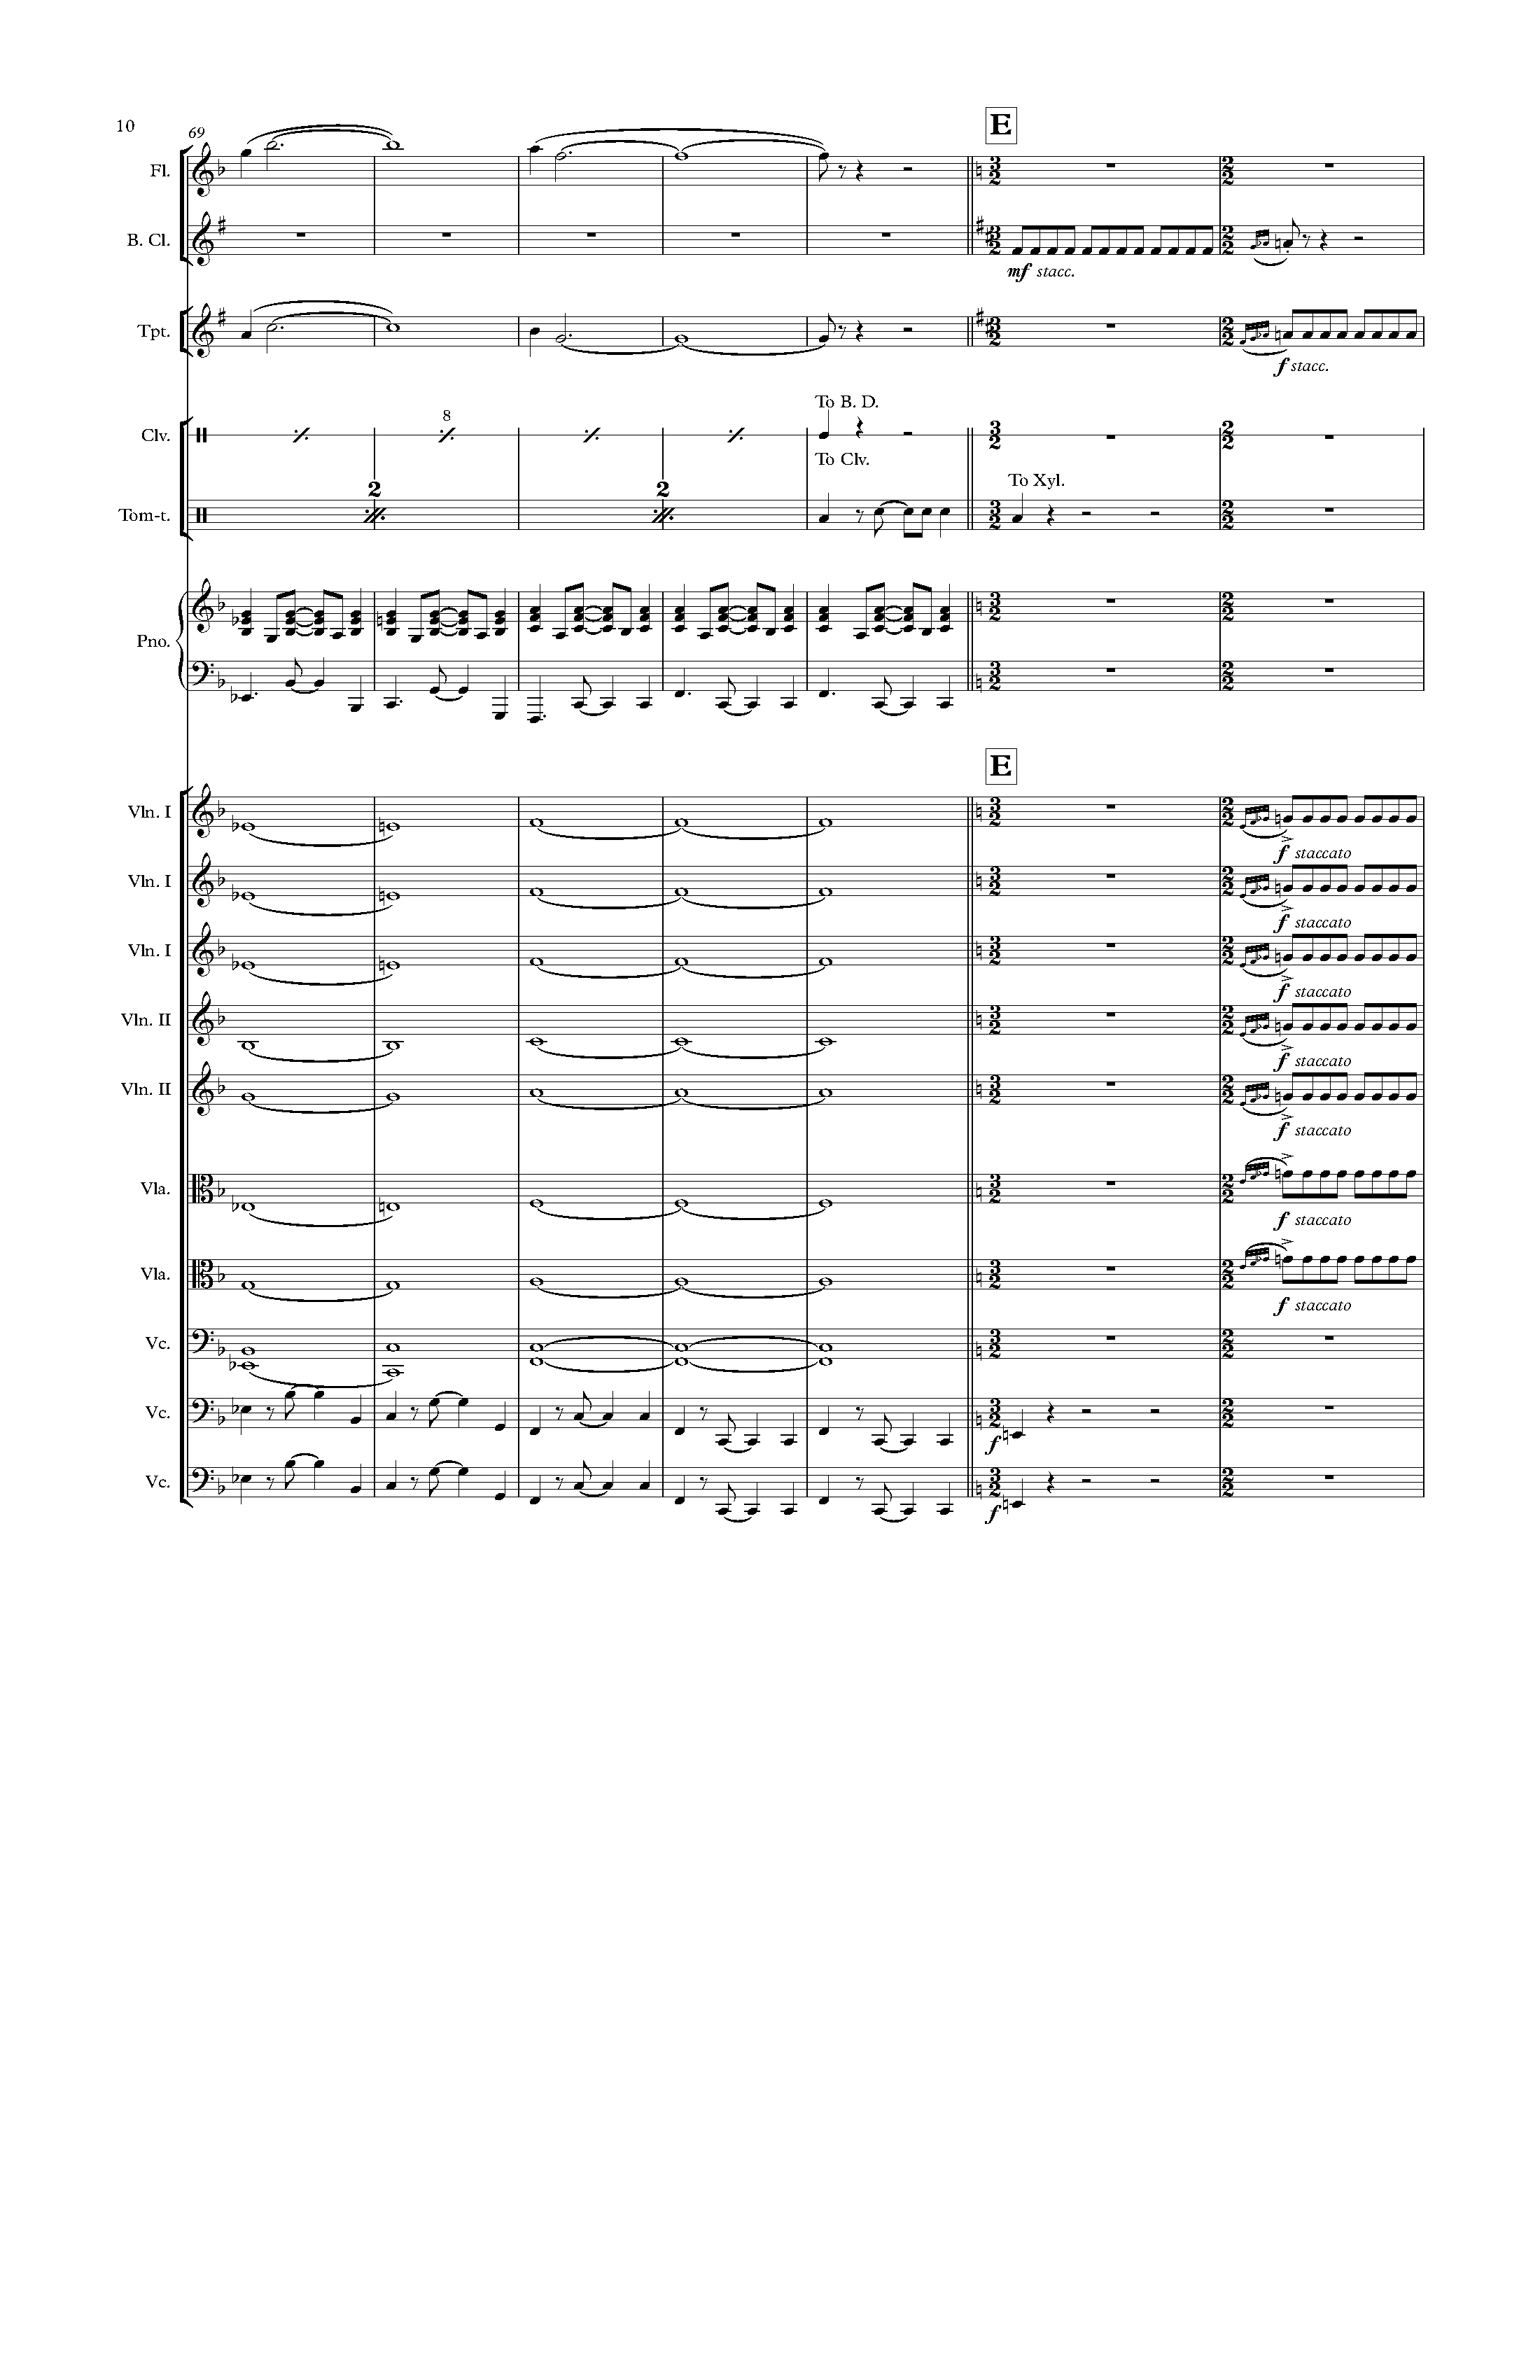 10
69
E
Fl.
B. Cl.
mf stacc.
Tpt.
f stacc.
To B. D.
8
Clv.
To Clv.
To Xyl.
2 2
Tom-t.
Pno.
E
Vln. I
f staccato
Vln. I
f staccato
Vln. I
f staccato
Vln. II
f staccato
Vln. II
f staccato
Vla.
f staccato
Vla.
f staccato
Vc.
Vc.
f
Vc.
f